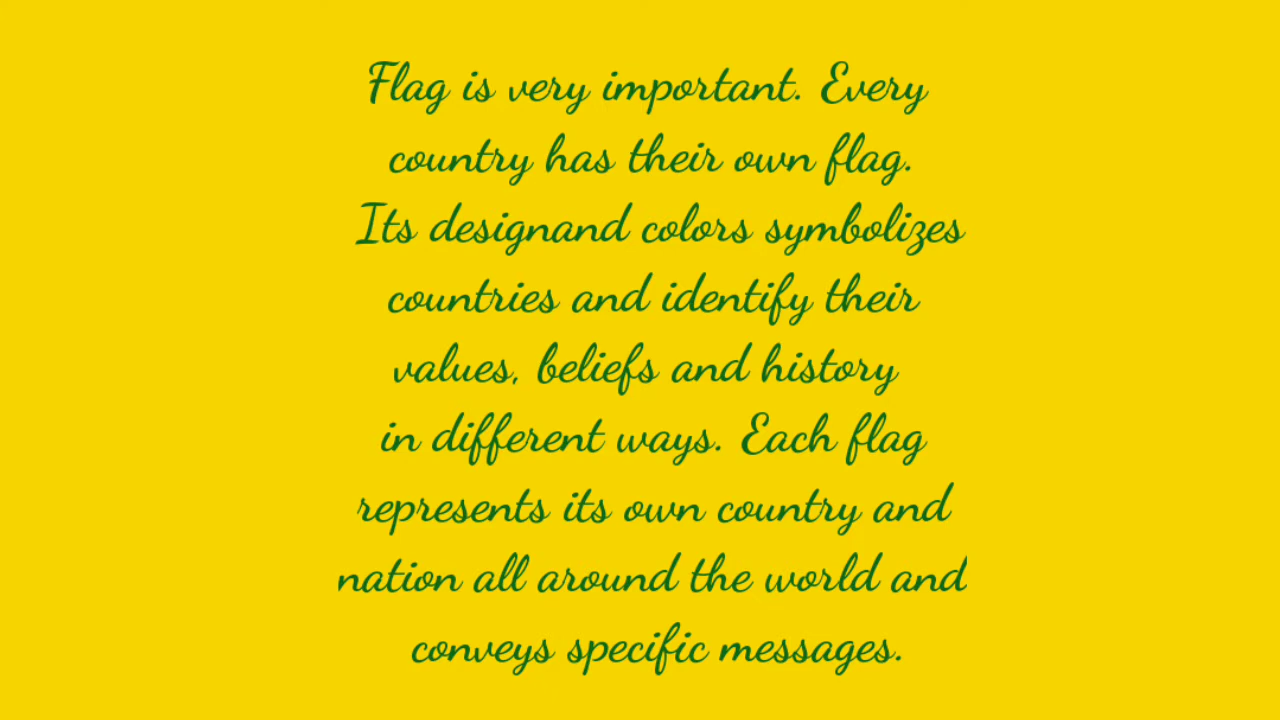 Flag is very important. Every
country has their own flag.
Its designand colors symbolizes
countries and identify their
values, beliefs and history
in different ways. Each flag
represents its own country and
nation all around the world and
conveys specific messages.